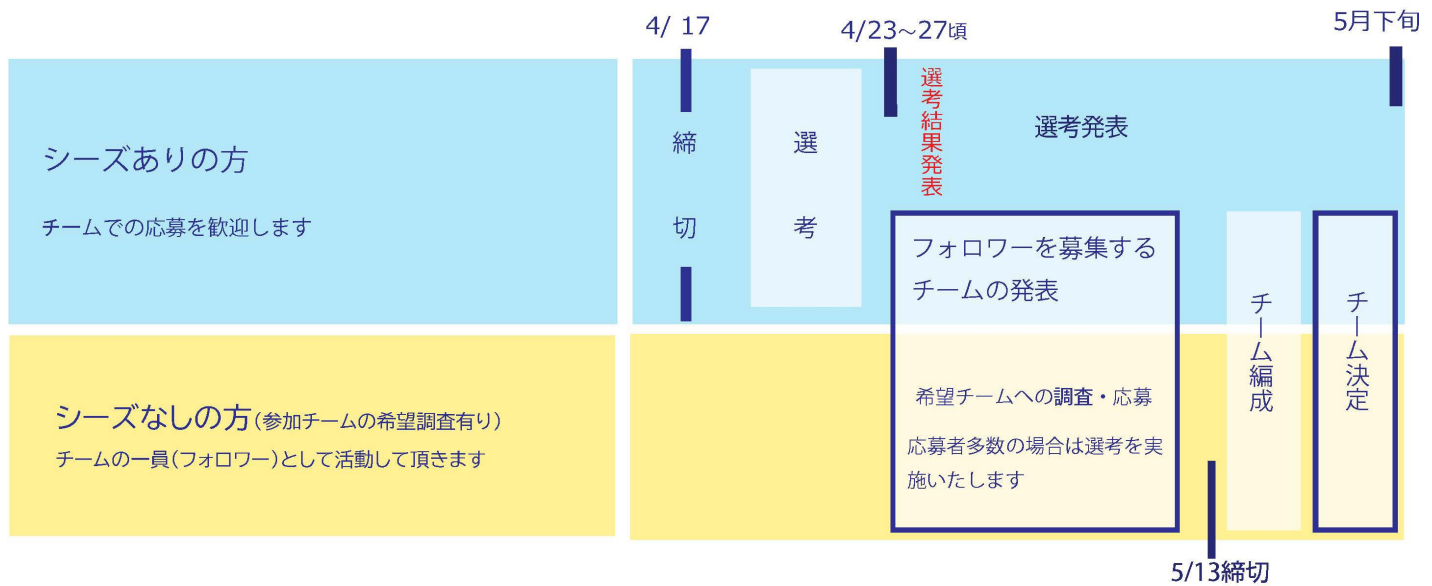 4/ 17
4/23～27頃
5月下旬
シーズありの方
チームでの応募を歓迎します
締切
選考
選考結果発表
選考発表
フォロワーを募集する
チームの発表
チーム編成
チーム決定
シーズなしの方(参加チームの希望調査有り)
チームの一員(フォロワー)として活動して頂きます
希望チームへの調査・応募
応募者多数の場合は選考を実
施いたします
5/13締切